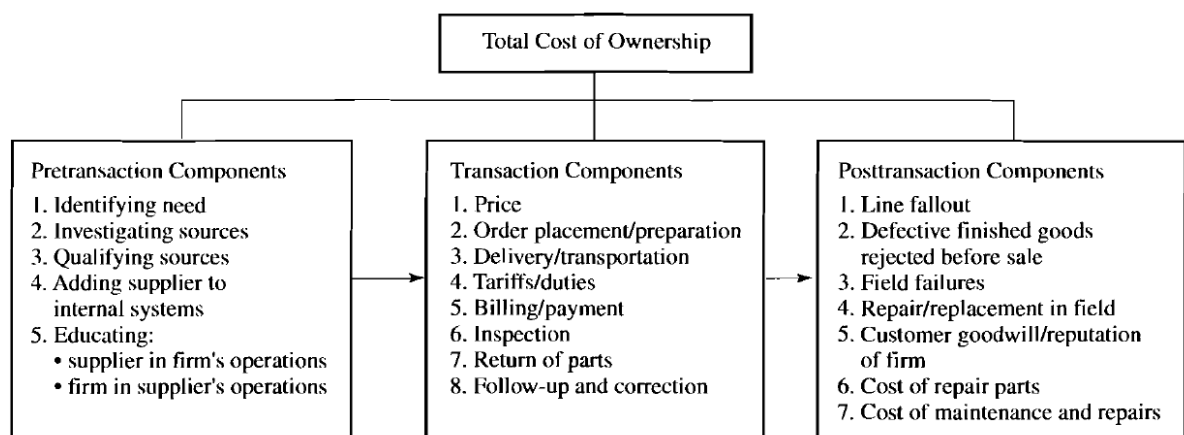 Total Cost of Ownership
Pretransaction Components
1. Identifying need
2. Investigating sources
3. Qualifying sources
4. Adding supplier to
internal systems
5. Educating:
• supplier in firm's operations
• firm in supplier's operations
Transaction Components
1. Price
2. Order placement/preparation
3. Delivery/transportation
4. Tariffs/duties
5. Billing/payment
6. Inspection
7. Return of parts
8. Follow-up and correction
Posttransaction Components
1. Line fallout
2. Defective finished goods
rejected before sale
3. Field failures
4. Repair/replacement in field
5. Customer goodwill/reputation
of firm
6. Cost of repair parts
7. Cost of maintenance and repairs